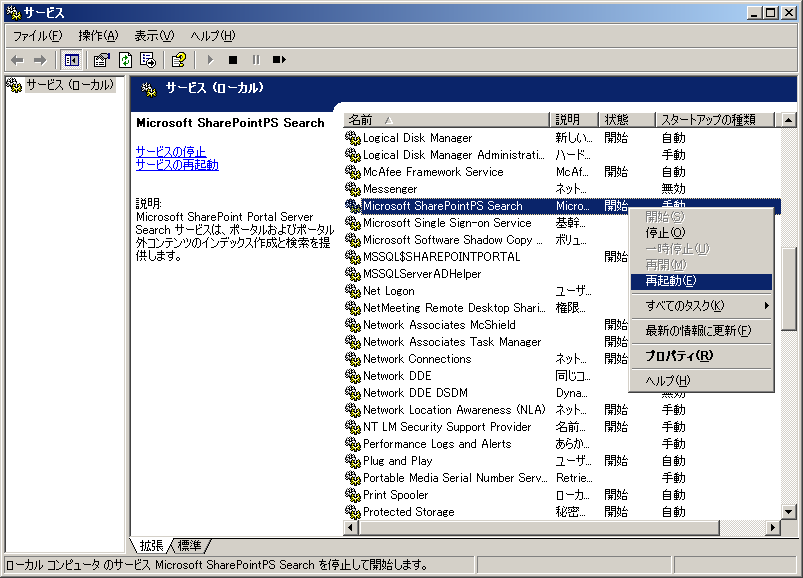 サービス
ファイル(F) 操作(A) 表示(V) ヘルプ(H)
サービス (ローカル)
サービス (ローカル)
Microsoft SharePointPS Search
サービスの停止
サービスの再起動
説明:
Microsoft SharePoint Portal Server
Search サービスは、ポータルおよびポータル
外コンテンツのインデックス作成と検索を提
供します。
名前 説明 状態 スタートアップの種類
Logical Disk Manager 新しい... 開始 自動
Logical Disk Manager Administrati... ハード... 手動
McAfee Framework Service McAf... 開始 自動
Messenger ネット... 無効
Microsoft SharePointPS Search Micro... 開始 手動
Microsoft Single Sign-on Service 基幹...
Microsoft Software Shadow Copy ... ボリュ...
MSSQL$SHAREPOINTPORTAL 開始
MSSQLServerADHelper
Net Logon ユーザ...
NetMeeting Remote Desktop Shari... 権限...
Network Associates McShield 開始
Network Associates Task Manager 開始
Network Connections ネット... 開始
Network DDE 同じコ...
Network DDE DSDM Dyna... 無効
Network Location Awareness (NLA) ネット... 開始 手動
NT LM Security Support Provider 名前... 開始 手動
Performance Logs and Alerts あらか... 手動
Plug and Play ユーザ... 開始 自動
Portable Media Serial Number Serv... Retrie... 手動
Print Spooler ローカ... 開始 自動
Protected Storage 秘密... 開始 自動
開始(S)
停止(O)
一時停止(U)
再開(M)
再起動(E)
すべてのタスク(K)
最新の情報に更新(F)
プロパティ(R)
ヘルプ(H)
拡張 標準
ローカル コンピュータ のサービス Microsoft SharePointPS Search を停止して開始します。